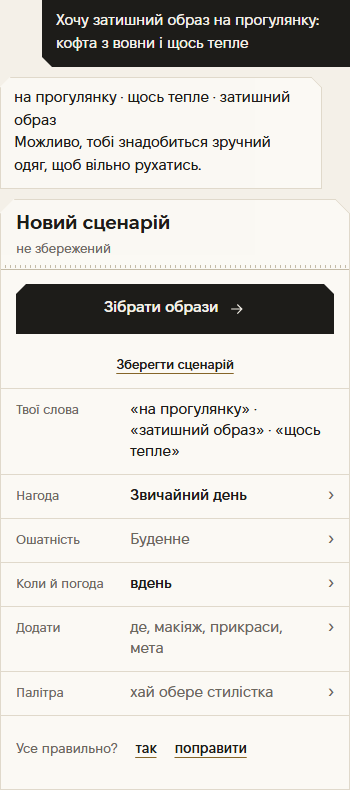 Хочу затишний образ на прогулянку:
кофта з вовни і щось тепле
на прогулянку · щось тепле · затишний
образ
Можливо, тобі знадобиться зручний
одяг, щоб вільно рухатись.
Новий сценарій
не збережений
Зібрати образи →
Зберегти сценарій
Твої слова «на прогулянку» ·
«затишний образ» · «щось
тепле»
Нагода Звичайний день ›
Ошатність Буденне ›
Коли й погода вдень ›
Додати де, макіяж, прикраси, ›
мета
Палітра хай обере стилістка ›
Усе правильно? так поправити